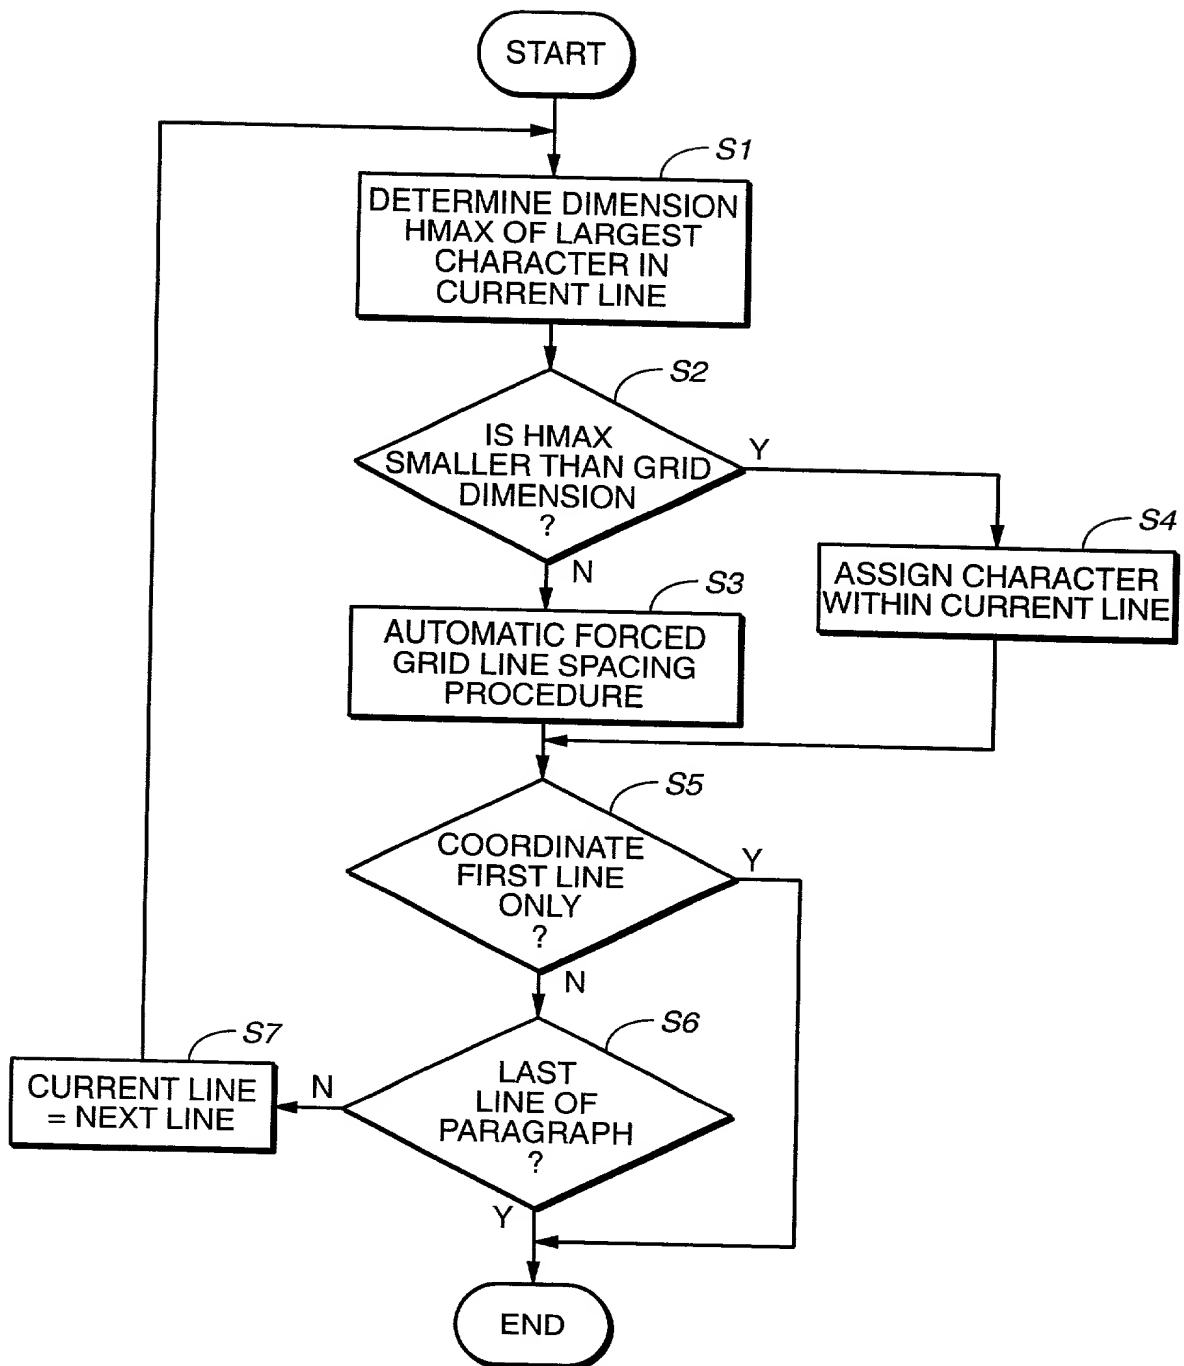 START
S1
DETERMINE DIMENSION
HMAX OF LARGEST
CHARACTER IN
CURRENT LINE
S2
IS HMAX
SMALLER THAN GRID
DIMENSION
?
Y
N
S4
ASSIGN CHARACTER
WITHIN CURRENT LINE
S3
AUTOMATIC FORCED
GRID LINE SPACING
PROCEDURE
S5
COORDINATE
FIRST LINE
ONLY
?
Y
N
S6
LAST
LINE OF
PARAGRAPH
?
N
Y
S7
CURRENT LINE
= NEXT LINE
END